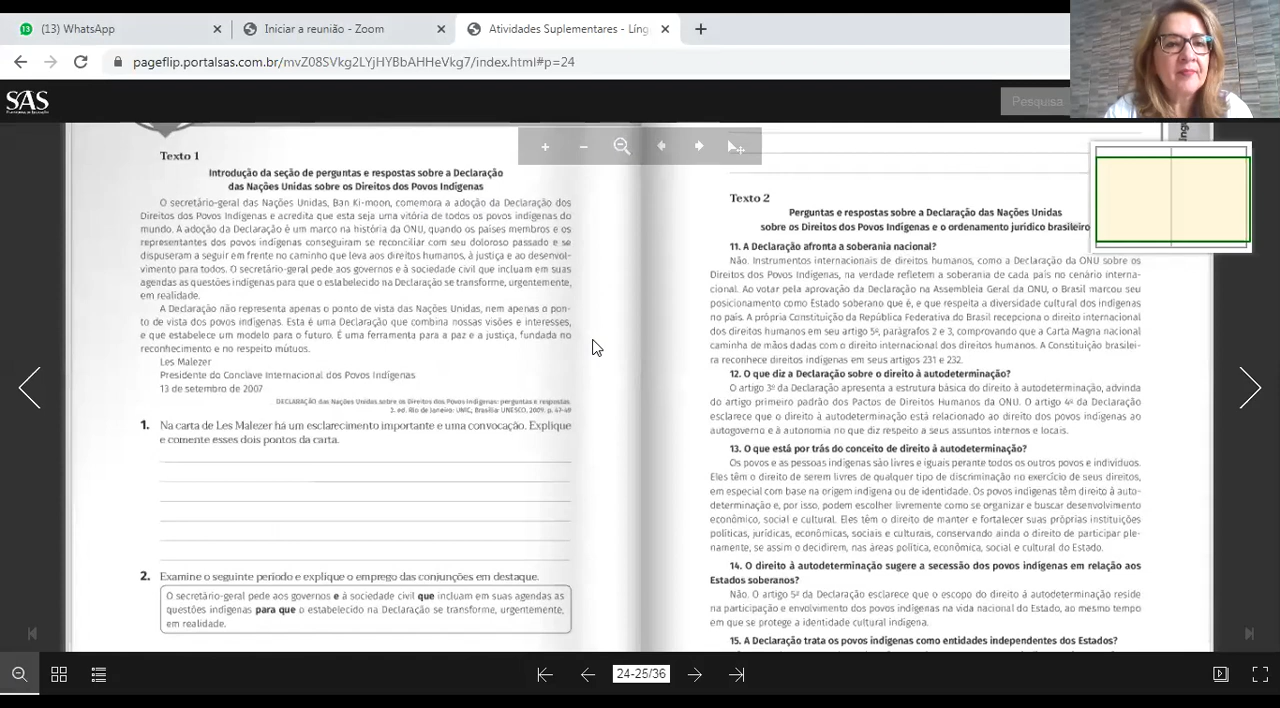 (13) WhatsApp
Iniciar a reunião - Zoom
Atividades Suplementares - Líng
pageflip.portalsas.com.br/mvZ08SVkg2LYjHYBbAHHeVkg7/index.html#p=24
SAS
Pesquisa
Texto 1
Introdução da seção de perguntas e respostas sobre a Declaração
das Nações Unidas sobre os Direitos dos Povos Indígenas
O secretário-geral das Nações Unidas, Ban Ki-moon, comemora a adoção da Declaração dos
Direitos dos Povos Indígenas e acredita que esta seja uma vitória de todos os povos indígenas do
mundo. A adoção da Declaração é um marco na história da ONU, quando os países membros e os
representantes dos povos indígenas conseguiram se reconciliar com seu doloroso passado e se
dispuseram a seguir em frente no caminho que leva aos direitos humanos, à justiça e ao desenvol-
vimento para todos. O secretário-geral pede aos governos e à sociedade civil que incluam em suas
agendas as questões indígenas para que o estabelecido na Declaração se transforme, urgentemente,
em realidade.
A Declaração não representa apenas o ponto de vista das Nações Unidas, nem apenas o pon-
to de vista dos povos indígenas. Esta é uma Declaração que combina nossas visões e interesses,
e que estabelece um modelo para o futuro. É uma ferramenta para a paz e a justiça, fundada no
reconhecimento e no respeito mútuos.
Les Malezer
Presidente do Conclave Internacional dos Povos Indígenas
13 de setembro de 2007
DECLARAÇÃO das Nações Unidas sobre os Direitos dos Povos Indígenas: perguntas e respostas.
2. ed. Rio de Janeiro: UNIC; Brasília: UNESCO, 2009. p. 47-48
1. Na carta de Les Malezer há um esclarecimento importante e uma convocação. Explique
e comente esses dois pontos da carta.
2. Examine o seguinte período e explique o emprego das conjunções em destaque.
O secretário-geral pede aos governos e à sociedade civil que incluam em suas agendas as
questões indígenas para que o estabelecido na Declaração se transforme, urgentemente,
em realidade.
Texto 2
Perguntas e respostas sobre a Declaração das Nações Unidas
sobre os Direitos dos Povos Indígenas e o ordenamento jurídico brasileiro
11. A Declaração afronta a soberania nacional?
Não. Instrumentos internacionais de direitos humanos, como a Declaração da ONU sobre os
Direitos dos Povos Indígenas, na verdade refletem a soberania de cada país no cenário interna-
cional. Ao votar pela aprovação da Declaração na Assembleia Geral da ONU, o Brasil marcou seu
posicionamento como Estado soberano que é, e que respeita a diversidade cultural dos indígenas
no país. A própria Constituição da República Federativa do Brasil recepciona o direito internacional
dos direitos humanos em seu artigo 5º, parágrafos 2 e 3, comprovando que a Carta Magna nacional
caminha de mãos dadas com o direito internacional dos direitos humanos. A Constituição brasilei-
ra reconhece direitos indígenas em seus artigos 231 e 232.
12. O que diz a Declaração sobre o direito à autodeterminação?
O artigo 3º da Declaração apresenta a estrutura básica do direito à autodeterminação, advinda
do artigo primeiro padrão dos Pactos de Direitos Humanos da ONU. O artigo 4º da Declaração
esclarece que o direito à autodeterminação está relacionado ao direito dos povos indígenas ao
autogoverno e à autonomia no que diz respeito a seus assuntos internos e locais.
13. O que está por trás do conceito de direito à autodeterminação?
Os povos e as pessoas indígenas são livres e iguais perante todos os outros povos e indivíduos.
Eles têm o direito de serem livres de qualquer tipo de discriminação no exercício de seus direitos,
em especial com base na origem indígena ou de identidade. Os povos indígenas têm direito à auto-
determinação e, por isso, podem escolher livremente como se organizar e buscar desenvolvimento
econômico, social e cultural. Eles têm o direito de manter e fortalecer suas próprias instituições
políticas, jurídicas, econômicas, sociais e culturais, conservando ainda o direito de participar ple-
namente, se assim o decidirem, nas áreas política, econômica, social e cultural do Estado.
14. O direito à autodeterminação sugere a secessão dos povos indígenas em relação aos
Estados soberanos?
Não. O artigo 5º da Declaração esclarece que o escopo do direito à autodeterminação reside
na participação e envolvimento dos povos indígenas na vida nacional do Estado, ao mesmo tempo
em que se protege a identidade cultural indígena.
15. A Declaração trata os povos indígenas como entidades independentes dos Estados?
24-25/36